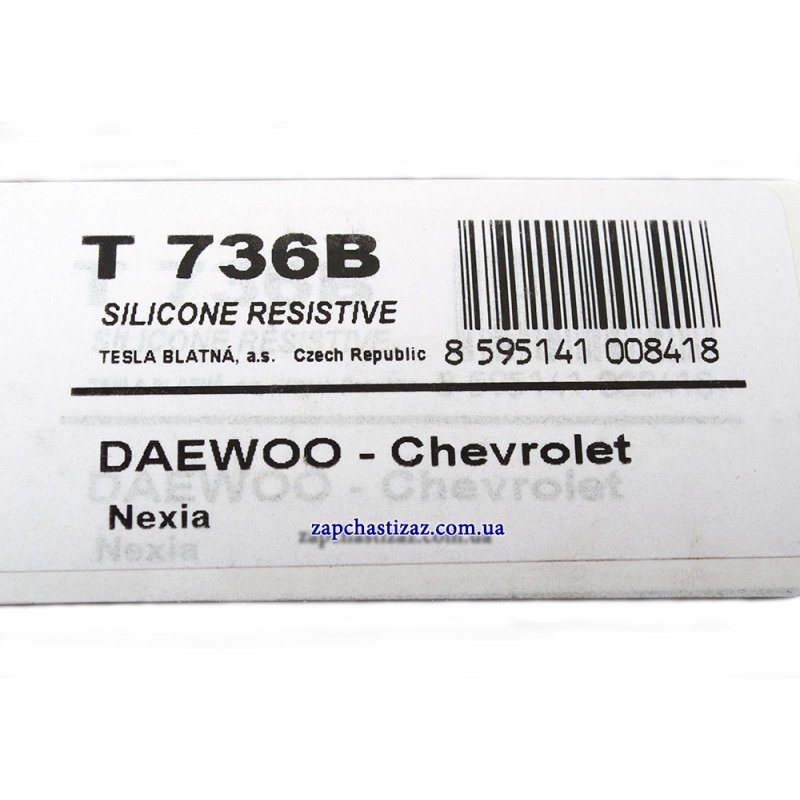 T 736B
SILICONE RESISTIVE
TESLA BLATNÁ, a.s. Czech Republic
8 595141 008418
DAEWOO - Chevrolet
Nexia
zapchastizaz.com.ua